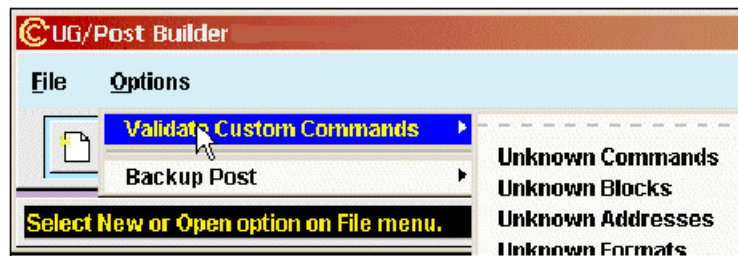 UG/Post Builder
File Options
Validate Custom Commands
Unknown Commands
Backup Post
Unknown Blocks
Select New or Open option on File menu.
Unknown Addresses
Unknown Formats